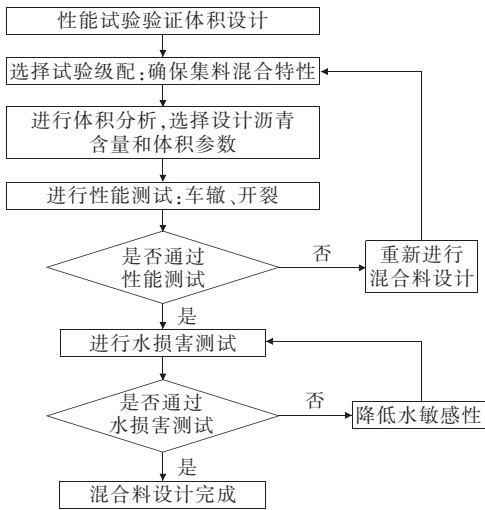 性能试验验证体积设计
选择试验级配:确保集料混合特性
进行体积分析,选择设计沥青
含量和体积参数
进行性能测试:车辙、开裂
是否通过
性能测试
否
重新进行
混合料设计
是
进行水损害测试
是否通过
水损害测试
否
降低水敏感性
是
混合料设计完成